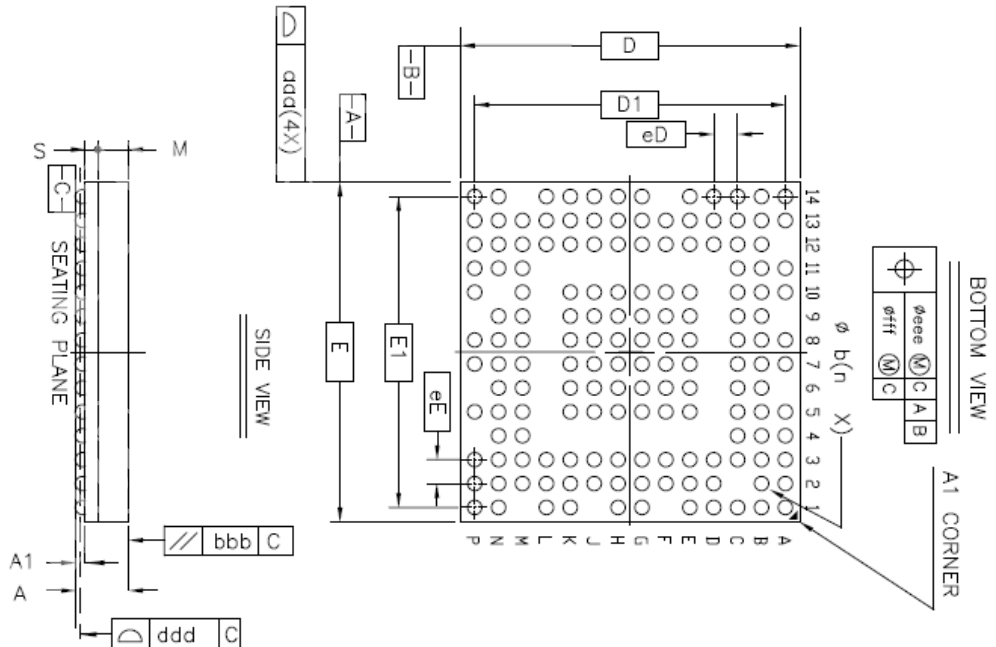 D
D1
eD
aaa(4X)
-B-
-A-
S
M
-C-
SEATING PLANE
E
E1
eE
SIDE VIEW
BOTTOM VIEW
øeee Ⓜ C A B
øfff Ⓜ C
ø b(n X)
A1 CORNER
14 13 12 11 10 9 8 7 6 5 4 3 2 1
P N M L K J H G F E D C B A
// bbb C
A1
A
ddd C